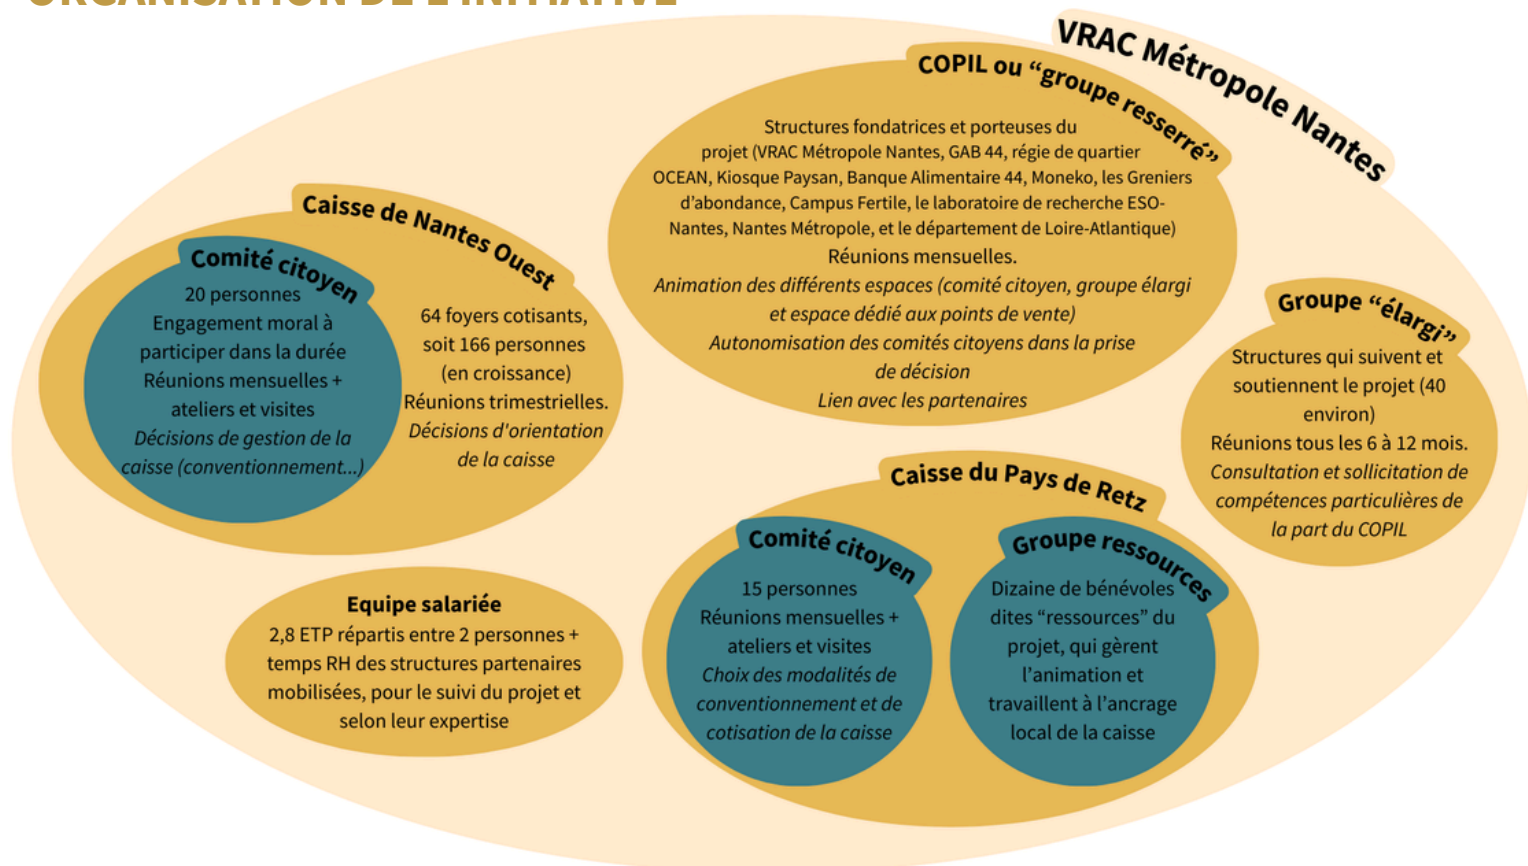 ORGANISATION DE L'INITIATIVE
VRAC Métropole Nantes
COPIL ou “groupe resserré”
Structures fondatrices et porteuses du
projet (VRAC Métropole Nantes, GAB 44, régie de quartier
OCEAN, Kiosque Paysan, Banque Alimentaire 44, Moneko, les Greniers
d’abondance, Campus Fertile, le laboratoire de recherche ESO-
Nantes, Nantes Métropole, et le département de Loire-Atlantique)
Réunions mensuelles.
Animation des différents espaces (comité citoyen, groupe élargi
et espace dédié aux points de vente)
Autonomisation des comités citoyens dans la prise
de décision
Lien avec les partenaires
Caisse de Nantes Ouest
Comité citoyen
20 personnes
Engagement moral à
participer dans la durée
Réunions mensuelles +
ateliers et visites
Décisions de gestion de la
caisse (conventionnement...)
64 foyers cotisants,
soit 166 personnes
(en croissance)
Réunions trimestrielles.
Décisions d'orientation
de la caisse
Groupe “élargi”
Structures qui suivent et
soutiennent le projet (40
environ)
Réunions tous les 6 à 12 mois.
Consultation et sollicitation de
compétences particulières de
la part du COPIL
Equipe salariée
2,8 ETP répartis entre 2 personnes +
temps RH des structures partenaires
mobilisées, pour le suivi du projet et
selon leur expertise
Caisse du Pays de Retz
Comité citoyen
15 personnes
Réunions mensuelles +
ateliers et visites
Choix des modalités de
conventionnement et de
cotisation de la caisse
Groupe ressources
Dizaine de bénévoles
dites “ressources” du
projet, qui gèrent
l’animation et
travaillent à l’ancrage
local de la caisse